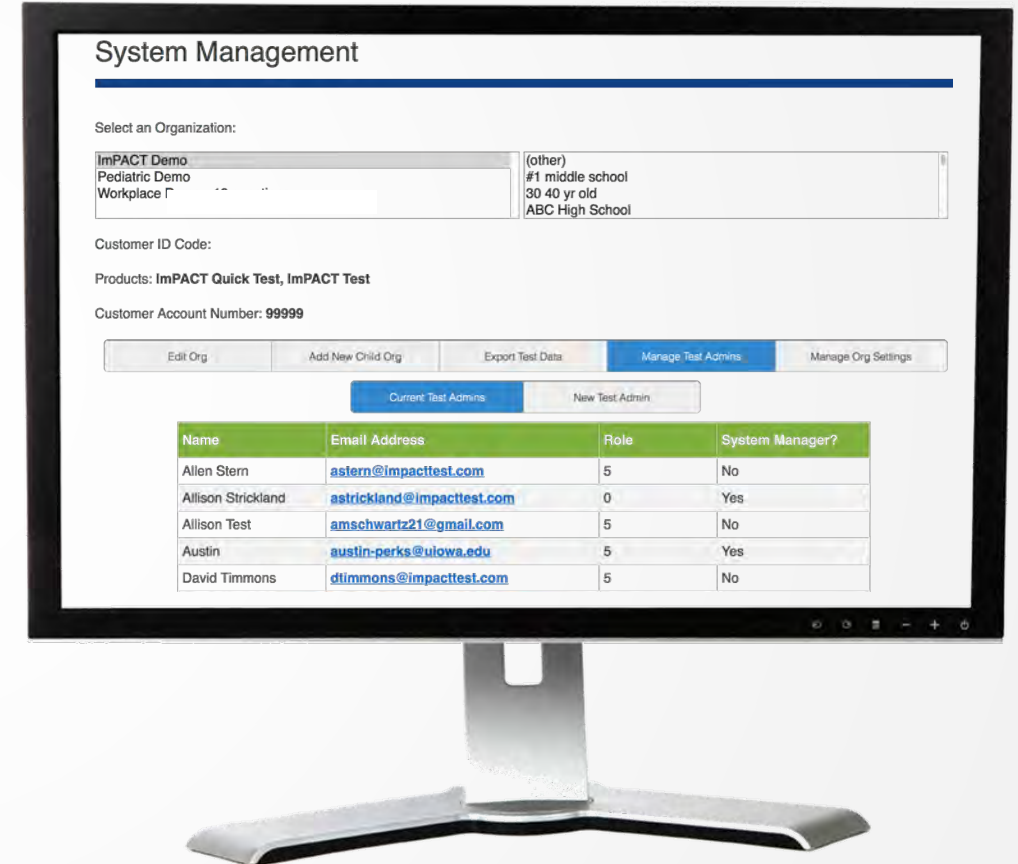 System Management
Select an Organization:
ImPACT Demo
Pediatric Demo
Workplace
(other)
#1 middle school
30 40 yr old
ABC High School
Customer ID Code:
Products: ImPACT Quick Test, ImPACT Test
Customer Account Number: 99999
Edit Org Add New Child Org Export Test Data Manage Test Admins Manage Org Settings
Current Test Admins New Test Admin
Name Email Address Role System Manager?
Allen Stern astern@impacttest.com 5 No
Allison Strickland astrickland@impacttest.com 0 Yes
Allison Test amschwartz21@gmail.com 5 No
Austin austin-perks@uiowa.edu 5 Yes
David Timmons dtimmons@impacttest.com 5 No